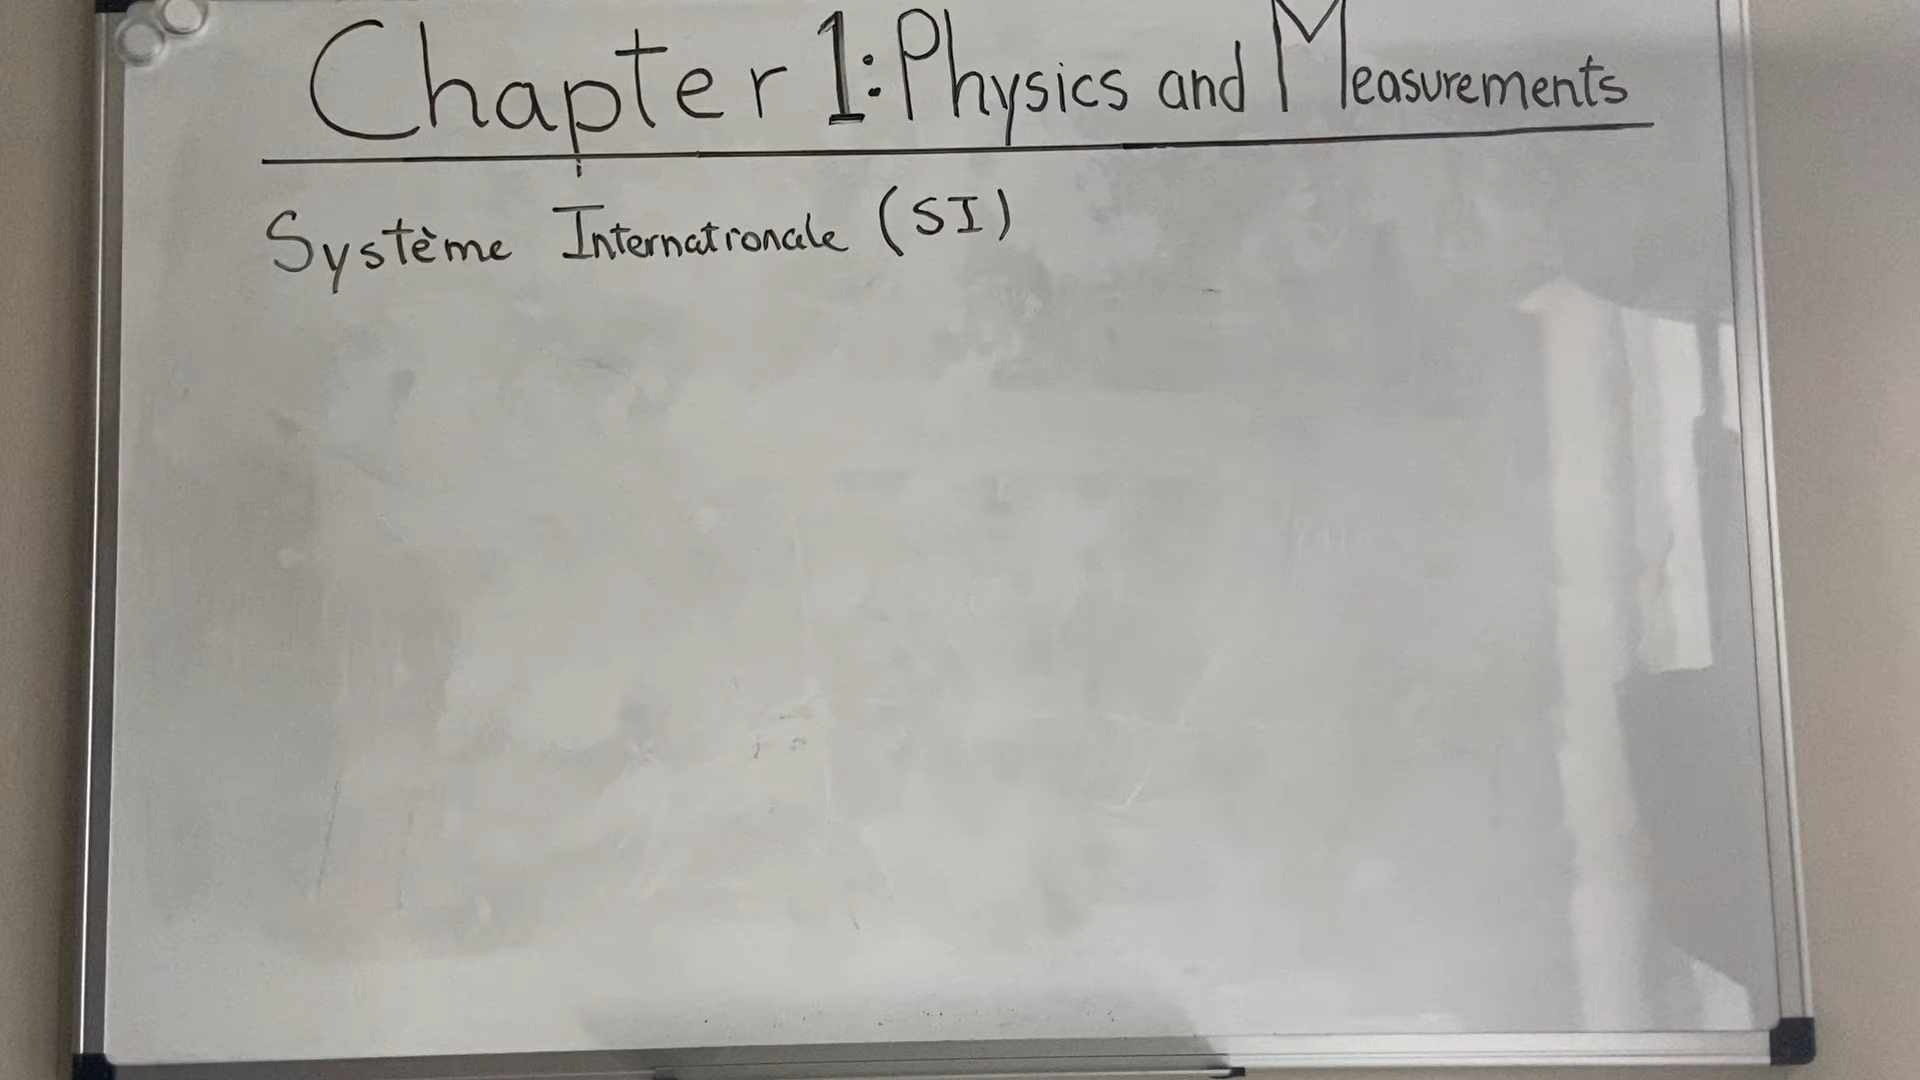 Chapter 1: Physics and Measurements
Système Internationale (SI)